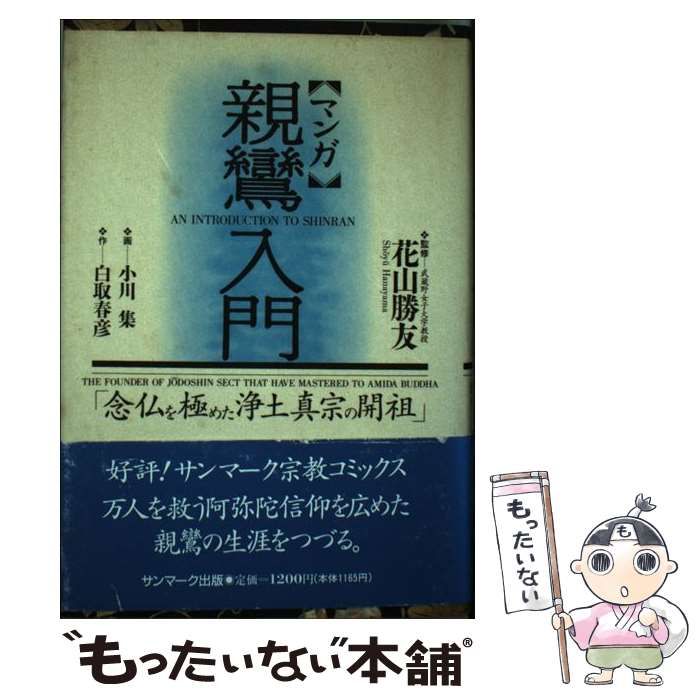 【マンガ】
親鸞
AN INTRODUCTION TO SHINRAN
入門
❖監修—武蔵野女子大学教授
花山勝友
Shōyū Hanayama
❖画—小川 集
❖作—白取春彦
THE FOUNDER OF JŌDOSHIN SECT THAT HAVE MASTERED TO AMIDA BUDDHA
「念仏を極めた浄土真宗の開祖」
好評！サンマーク宗教コミックス
万人を救う阿弥陀信仰を広めた
親鸞の生涯をつづる。
サンマーク出版●定価=1200円(本体1165円)
もったいない
“もったいない本舗”®